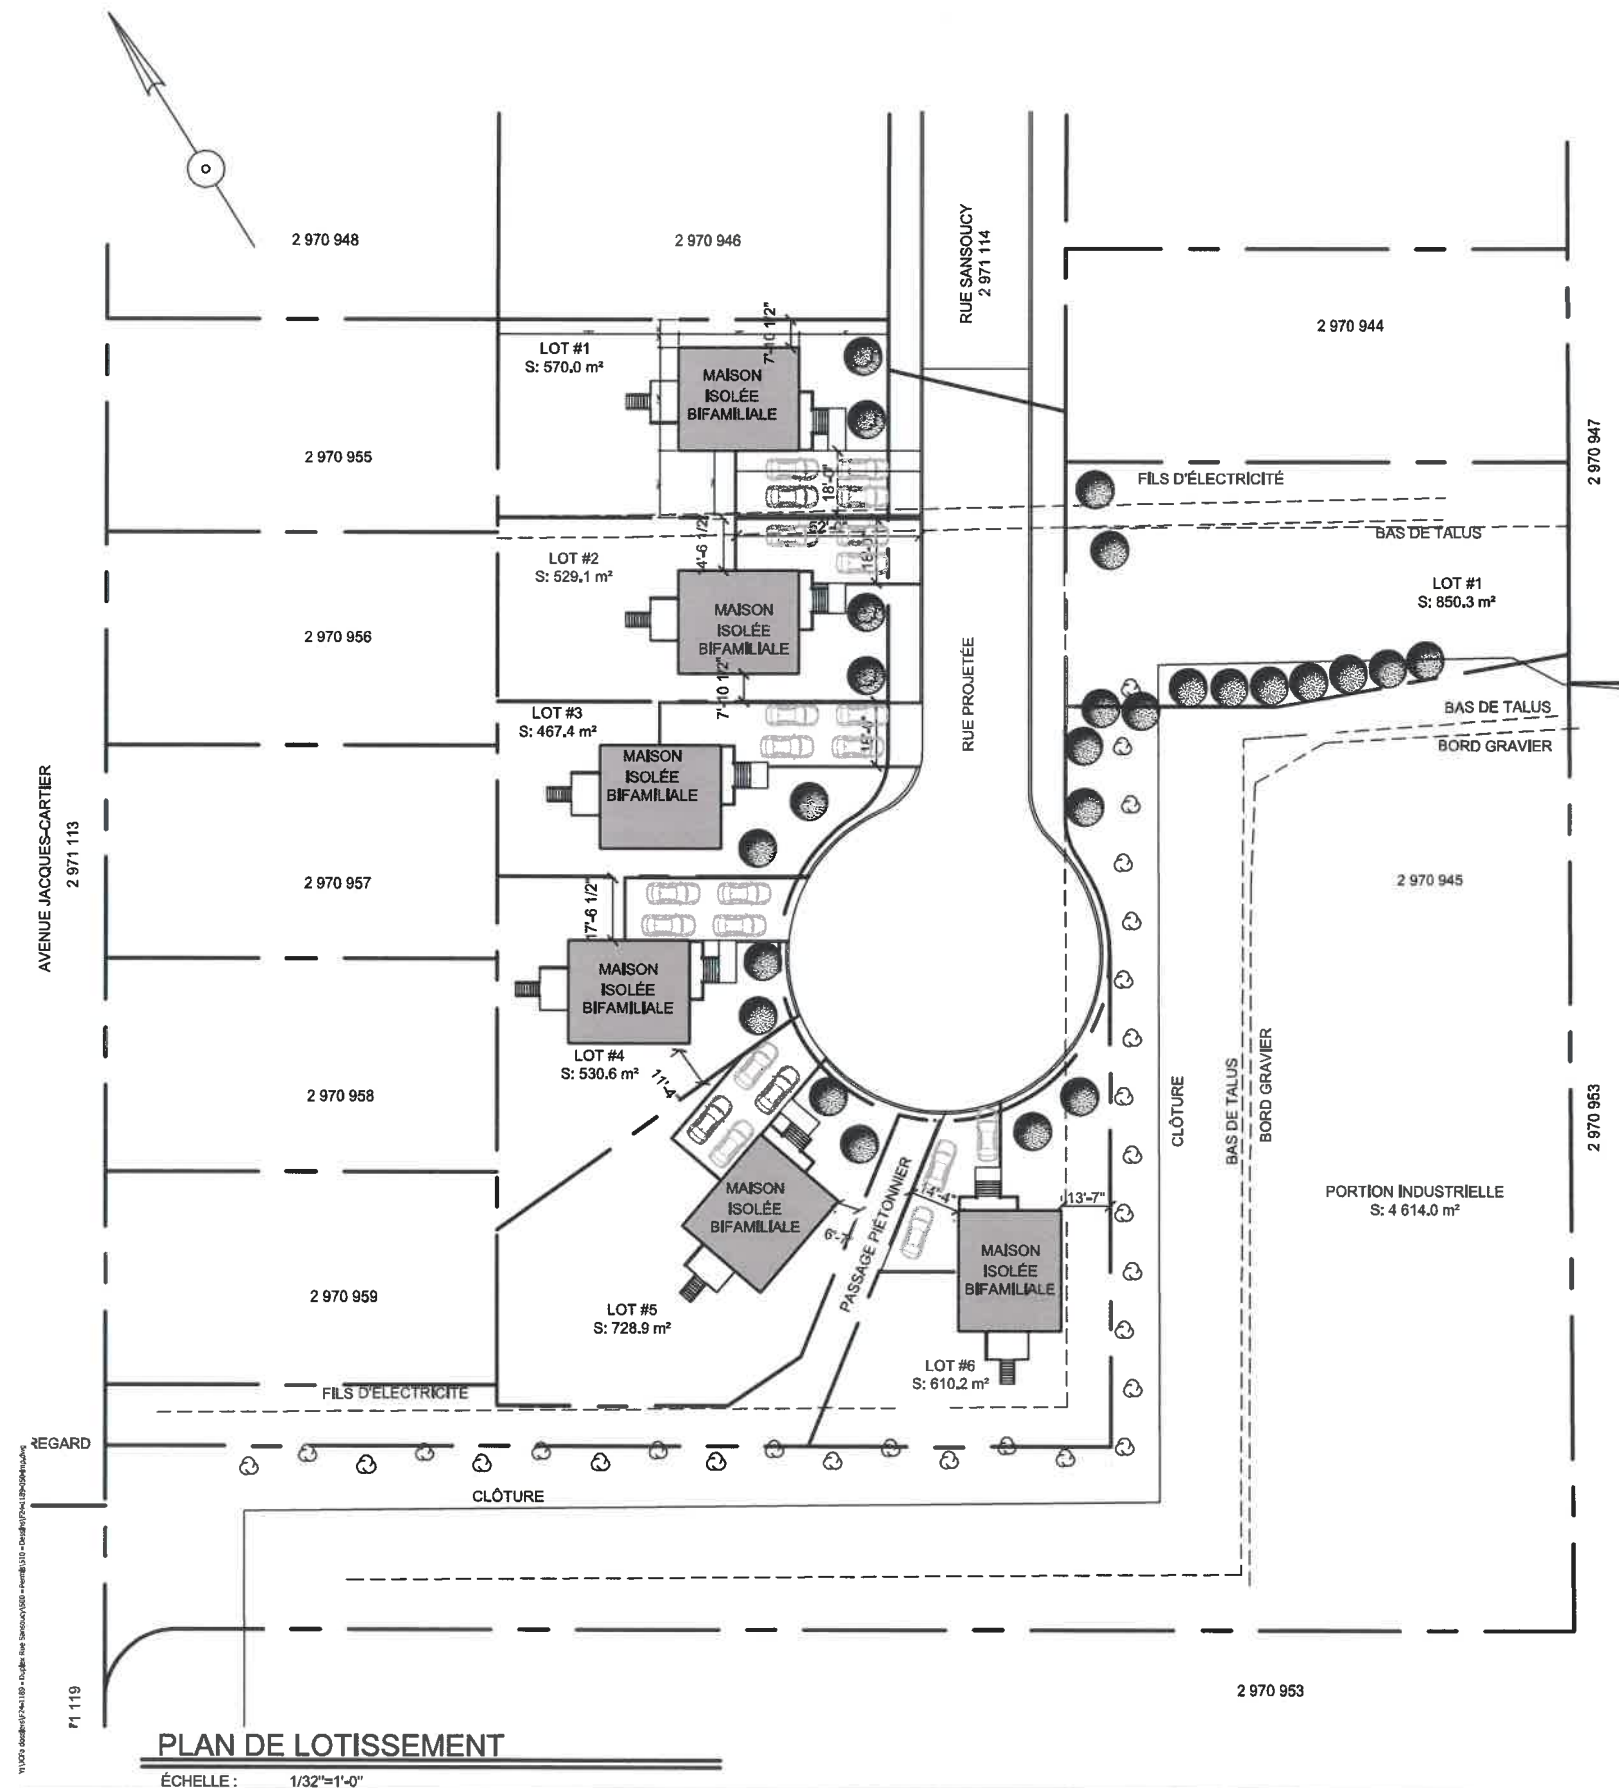 2 970 948
2 970 946
RUE SANSOUCY
2 971 114
2 970 944
LOT #1
S: 570.0 m²
7'-10 1/2"
MAISON
ISOLÉE
BIFAMILIALE
2 970 955
18'-0"
FILS D'ÉLECTRICITÉ
2 970 947
BAS DE TALUS
LOT #2
S: 529.1 m²
4'-6 1/2"
LOT #1
S: 850.3 m²
MAISON
ISOLÉE
BIFAMILIALE
2 970 956
7'-10 1/2"
RUE PROJETÉE
LOT #3
S: 467.4 m²
BAS DE TALUS
BORD GRAVIER
MAISON
ISOLÉE
BIFAMILIALE
AVENUE JACQUES-CARTIER
2 971 113
2 970 957
2 970 945
17'-6 1/2"
MAISON
ISOLÉE
BIFAMILIALE
LOT #4
S: 530.6 m²
11'-4"
2 970 958
CLÔTURE
BAS DE TALUS
BORD GRAVIER
2 970 953
MAISON
ISOLÉE
BIFAMILIALE
6'-7"
PASSAGE PIÉTONNIER
14'-4"
13'-7"
PORTION INDUSTRIELLE
S: 4 614.0 m²
MAISON
ISOLÉE
BIFAMILIALE
2 970 959
LOT #5
S: 728.9 m²
LOT #6
S: 610.2 m²
FILS D'ÉLECTRICITÉ
REGARD
CLÔTURE
71 119
2 970 953
PLAN DE LOTISSEMENT
ÉCHELLE : 1/32"=1'-0"